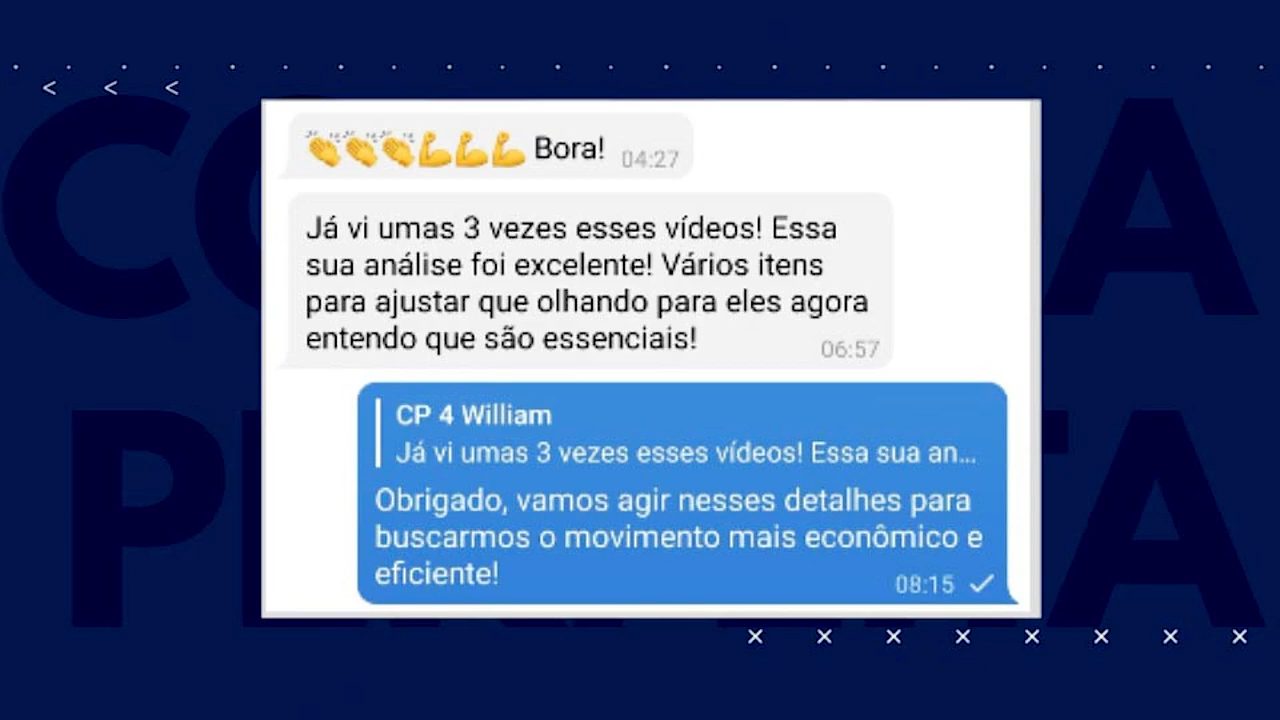 👏👏👏💪💪💪 Bora! 04:27
Já vi umas 3 vezes esses vídeos! Essa
sua análise foi excelente! Vários itens
para ajustar que olhando para eles agora
entendo que são essenciais!
06:57
CP 4 William
Já vi umas 3 vezes esses vídeos! Essa sua an...
Obrigado, vamos agir nesses detalhes para
buscarmos o movimento mais econômico e
eficiente!
08:15